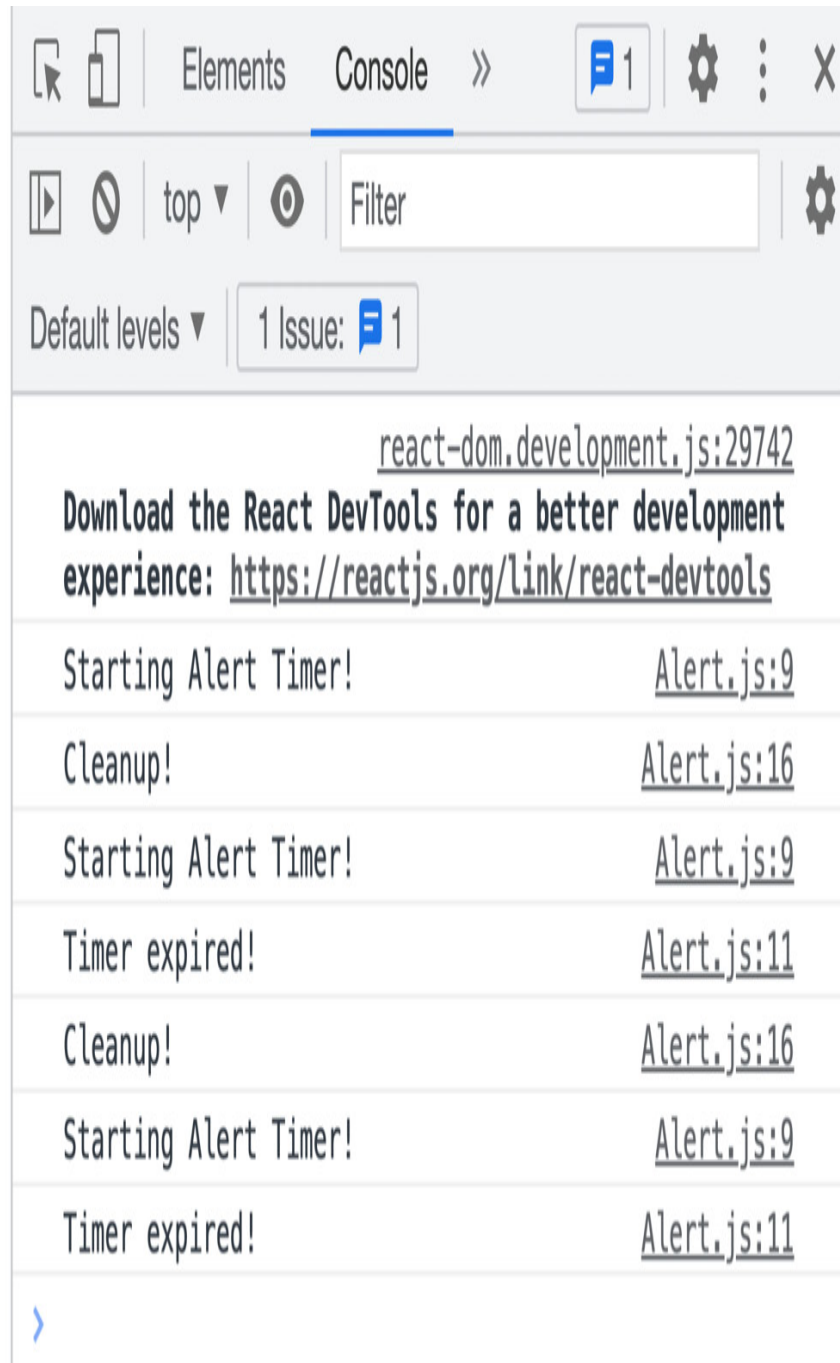 Elements Console » 1
top ▼ Filter
Default levels ▼ 1 Issue: 1
react-dom.development.js:29742
Download the React DevTools for a better development
experience: https://reactjs.org/link/react-devtools
Starting Alert Timer! Alert.js:9
Cleanup! Alert.js:16
Starting Alert Timer! Alert.js:9
Timer expired! Alert.js:11
Cleanup! Alert.js:16
Starting Alert Timer! Alert.js:9
Timer expired! Alert.js:11